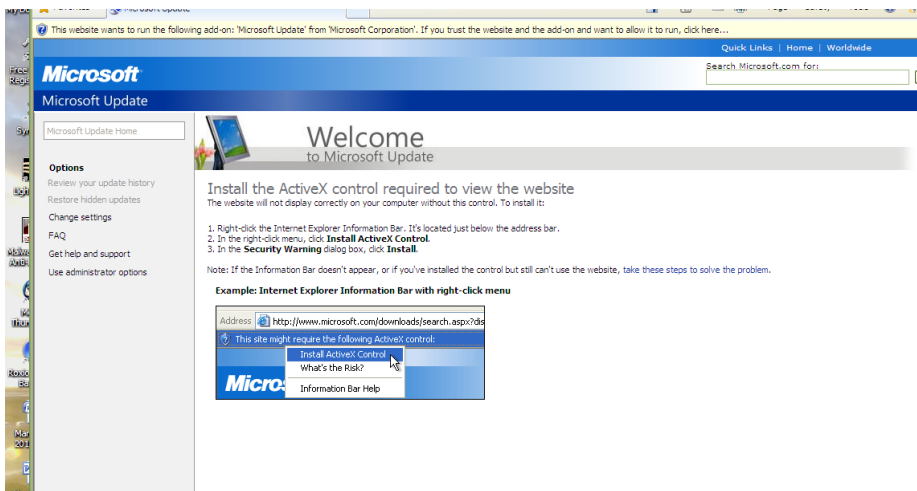 Microsoft Update
This website wants to run the following add-on: 'Microsoft Update' from 'Microsoft Corporation'. If you trust the website and the add-on and want to allow it to run, click here...
Quick Links | Home | Worldwide
Microsoft
Search Microsoft.com for:
Microsoft Update
Microsoft Update Home
Welcome
to Microsoft Update
Options
Review your update history
Restore hidden updates
Change settings
FAQ
Get help and support
Use administrator options
Install the ActiveX control required to view the website
The website will not display correctly on your computer without this control. To install it:
1. Right-click the Internet Explorer Information Bar. It's located just below the address bar.
2. In the right-click menu, click Install ActiveX Control.
3. In the Security Warning dialog box, click Install.
Note: If the Information Bar doesn't appear, or if you've installed the control but still can't use the website, take these steps to solve the problem.
Example: Internet Explorer Information Bar with right-click menu
Address http://www.microsoft.com/downloads/search.aspx?dis
This site might require the following ActiveX control:
Install ActiveX Control
What's the Risk?
Information Bar Help
Micros